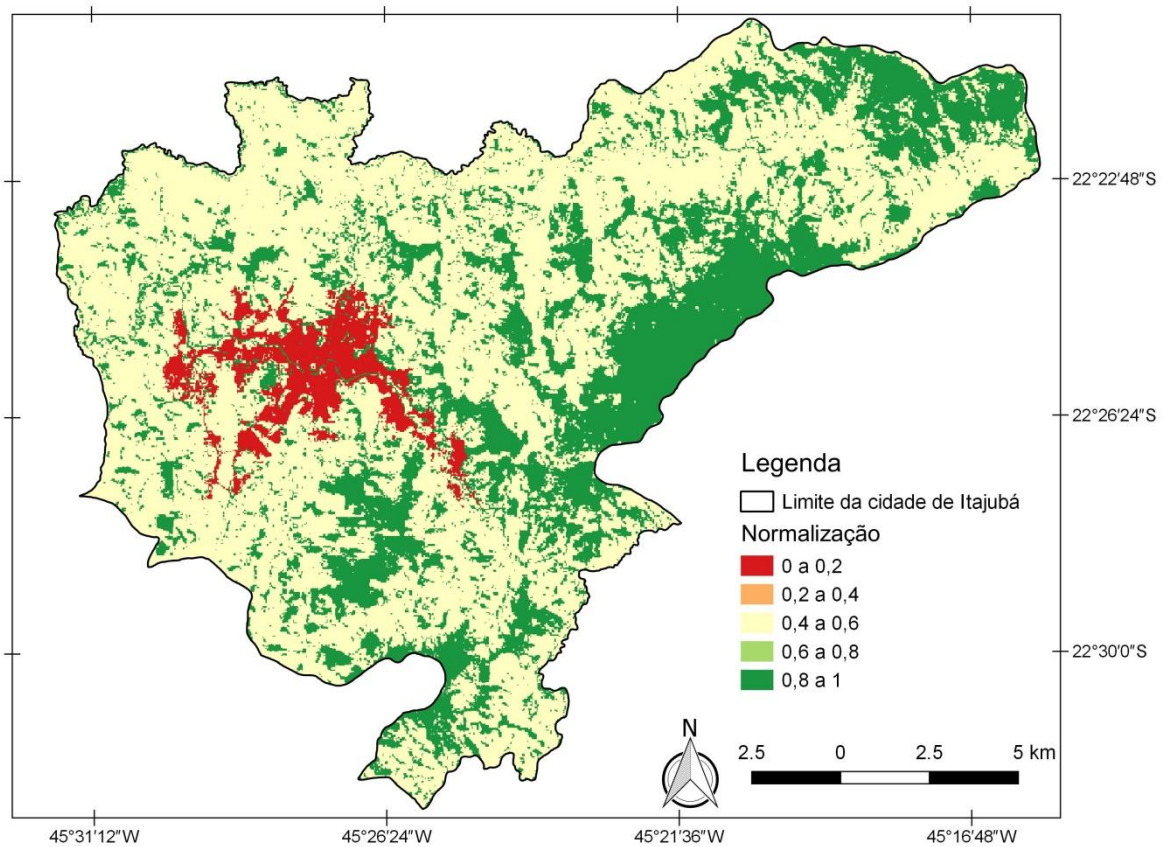 22°22'48"S
22°26'24"S
Legenda
Limite da cidade de Itajubá
Normalização
0 a 0,2
0,2 a 0,4
0,4 a 0,6
0,6 a 0,8
0,8 a 1
22°30'0"S
N
2.5 0 2.5 5 km
45°31'12"W 45°26'24"W 45°21'36"W 45°16'48"W